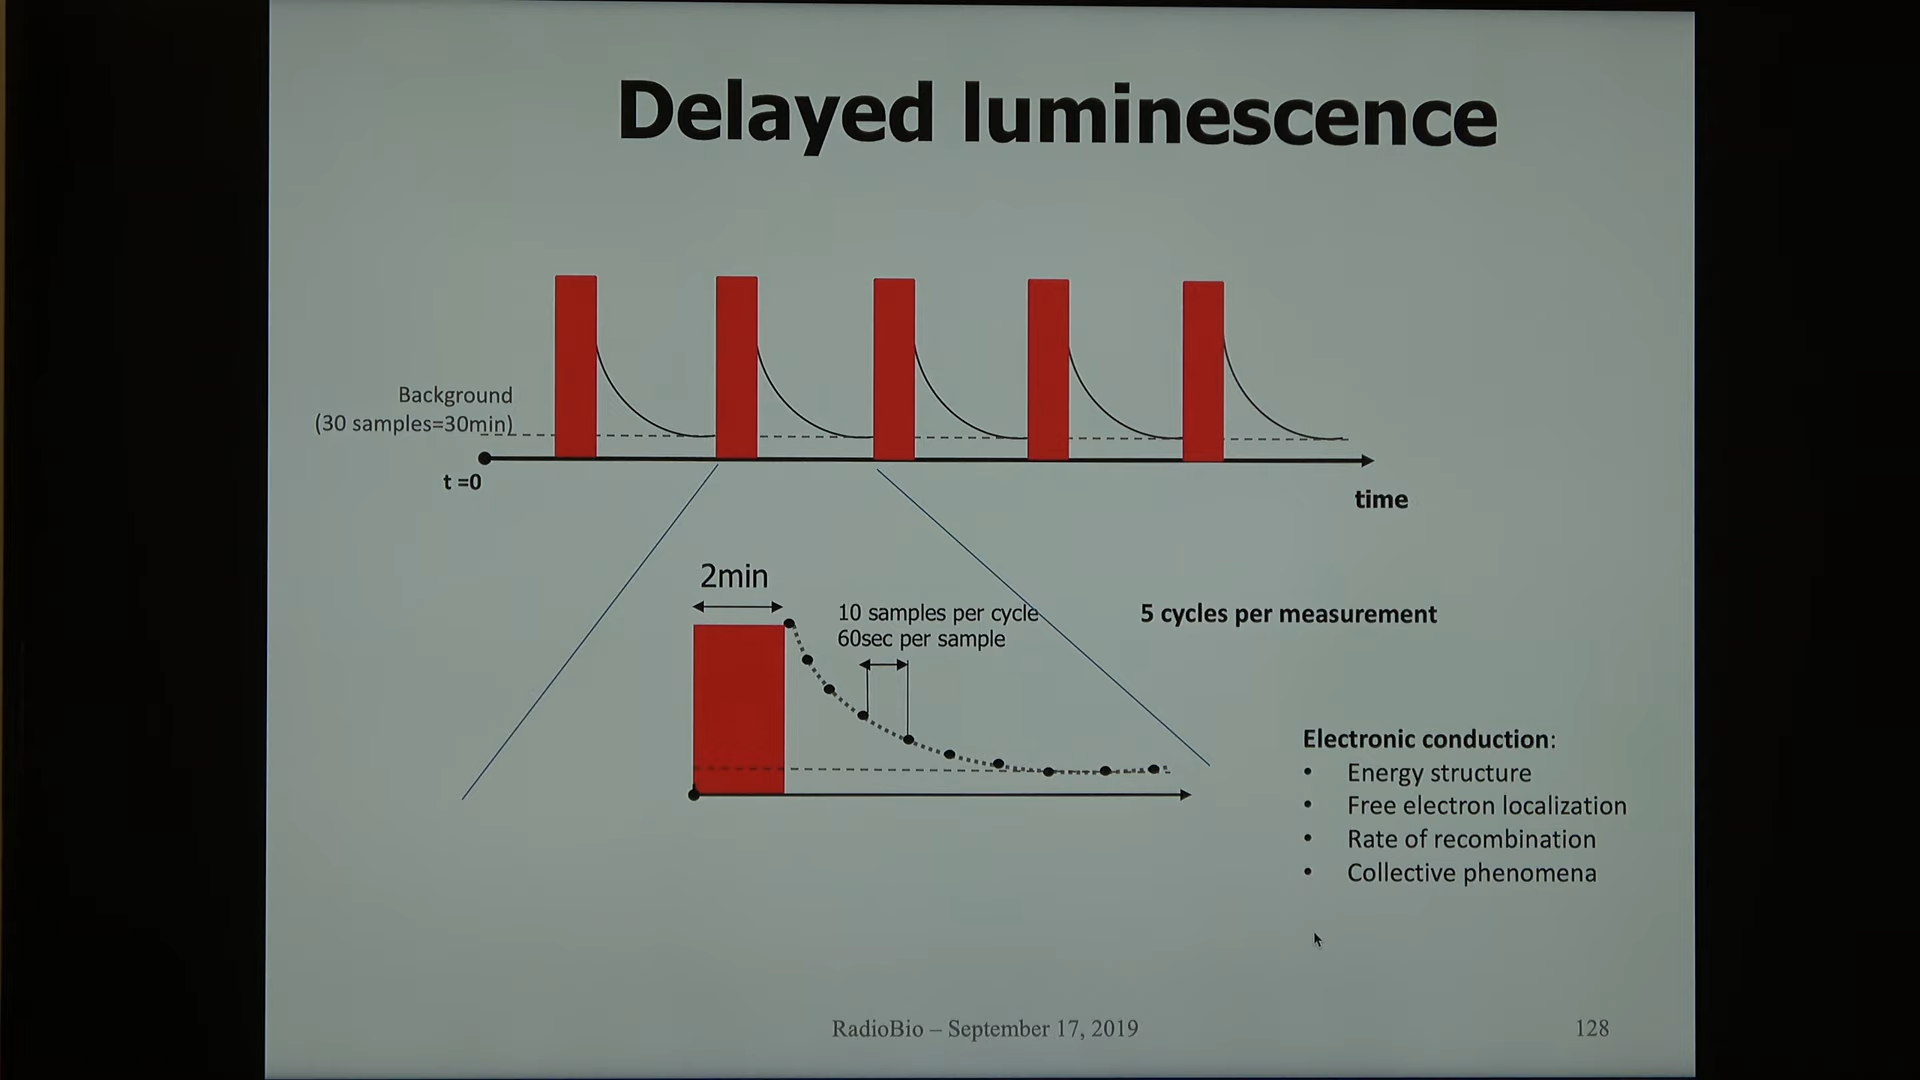 Delayed luminescence
Background
(30 samples=30min)
t =0
time
2min
10 samples per cycle
60sec per sample
5 cycles per measurement
Electronic conduction:
• Energy structure
• Free electron localization
• Rate of recombination
• Collective phenomena
RadioBio – September 17, 2019
128